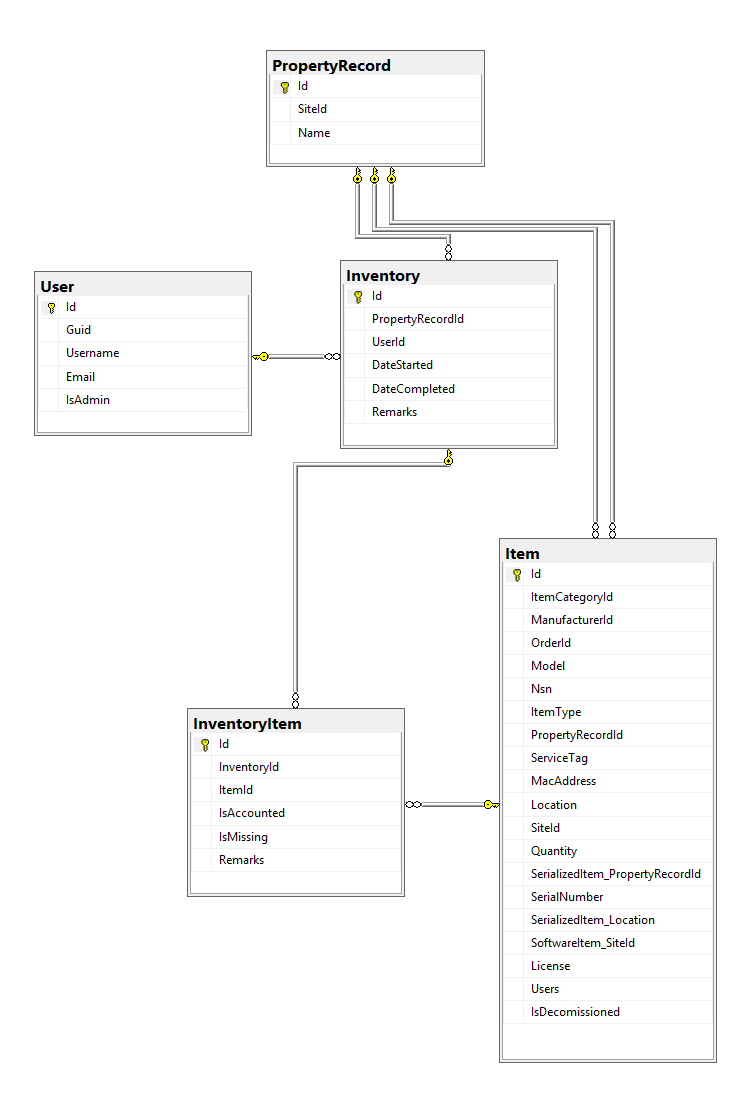 PropertyRecord
Id
SiteId
Name
User
Id
Guid
Username
Email
IsAdmin
Inventory
Id
PropertyRecordId
UserId
DateStarted
DateCompleted
Remarks
Item
Id
ItemCategoryId
ManufacturerId
OrderId
Model
Nsn
ItemType
PropertyRecordId
ServiceTag
MacAddress
Location
SiteId
Quantity
SerializedItem_PropertyRecordId
SerialNumber
SerializedItem_Location
SoftwareItem_SiteId
License
Users
IsDecomissioned
InventoryItem
Id
InventoryId
ItemId
IsAccounted
IsMissing
Remarks